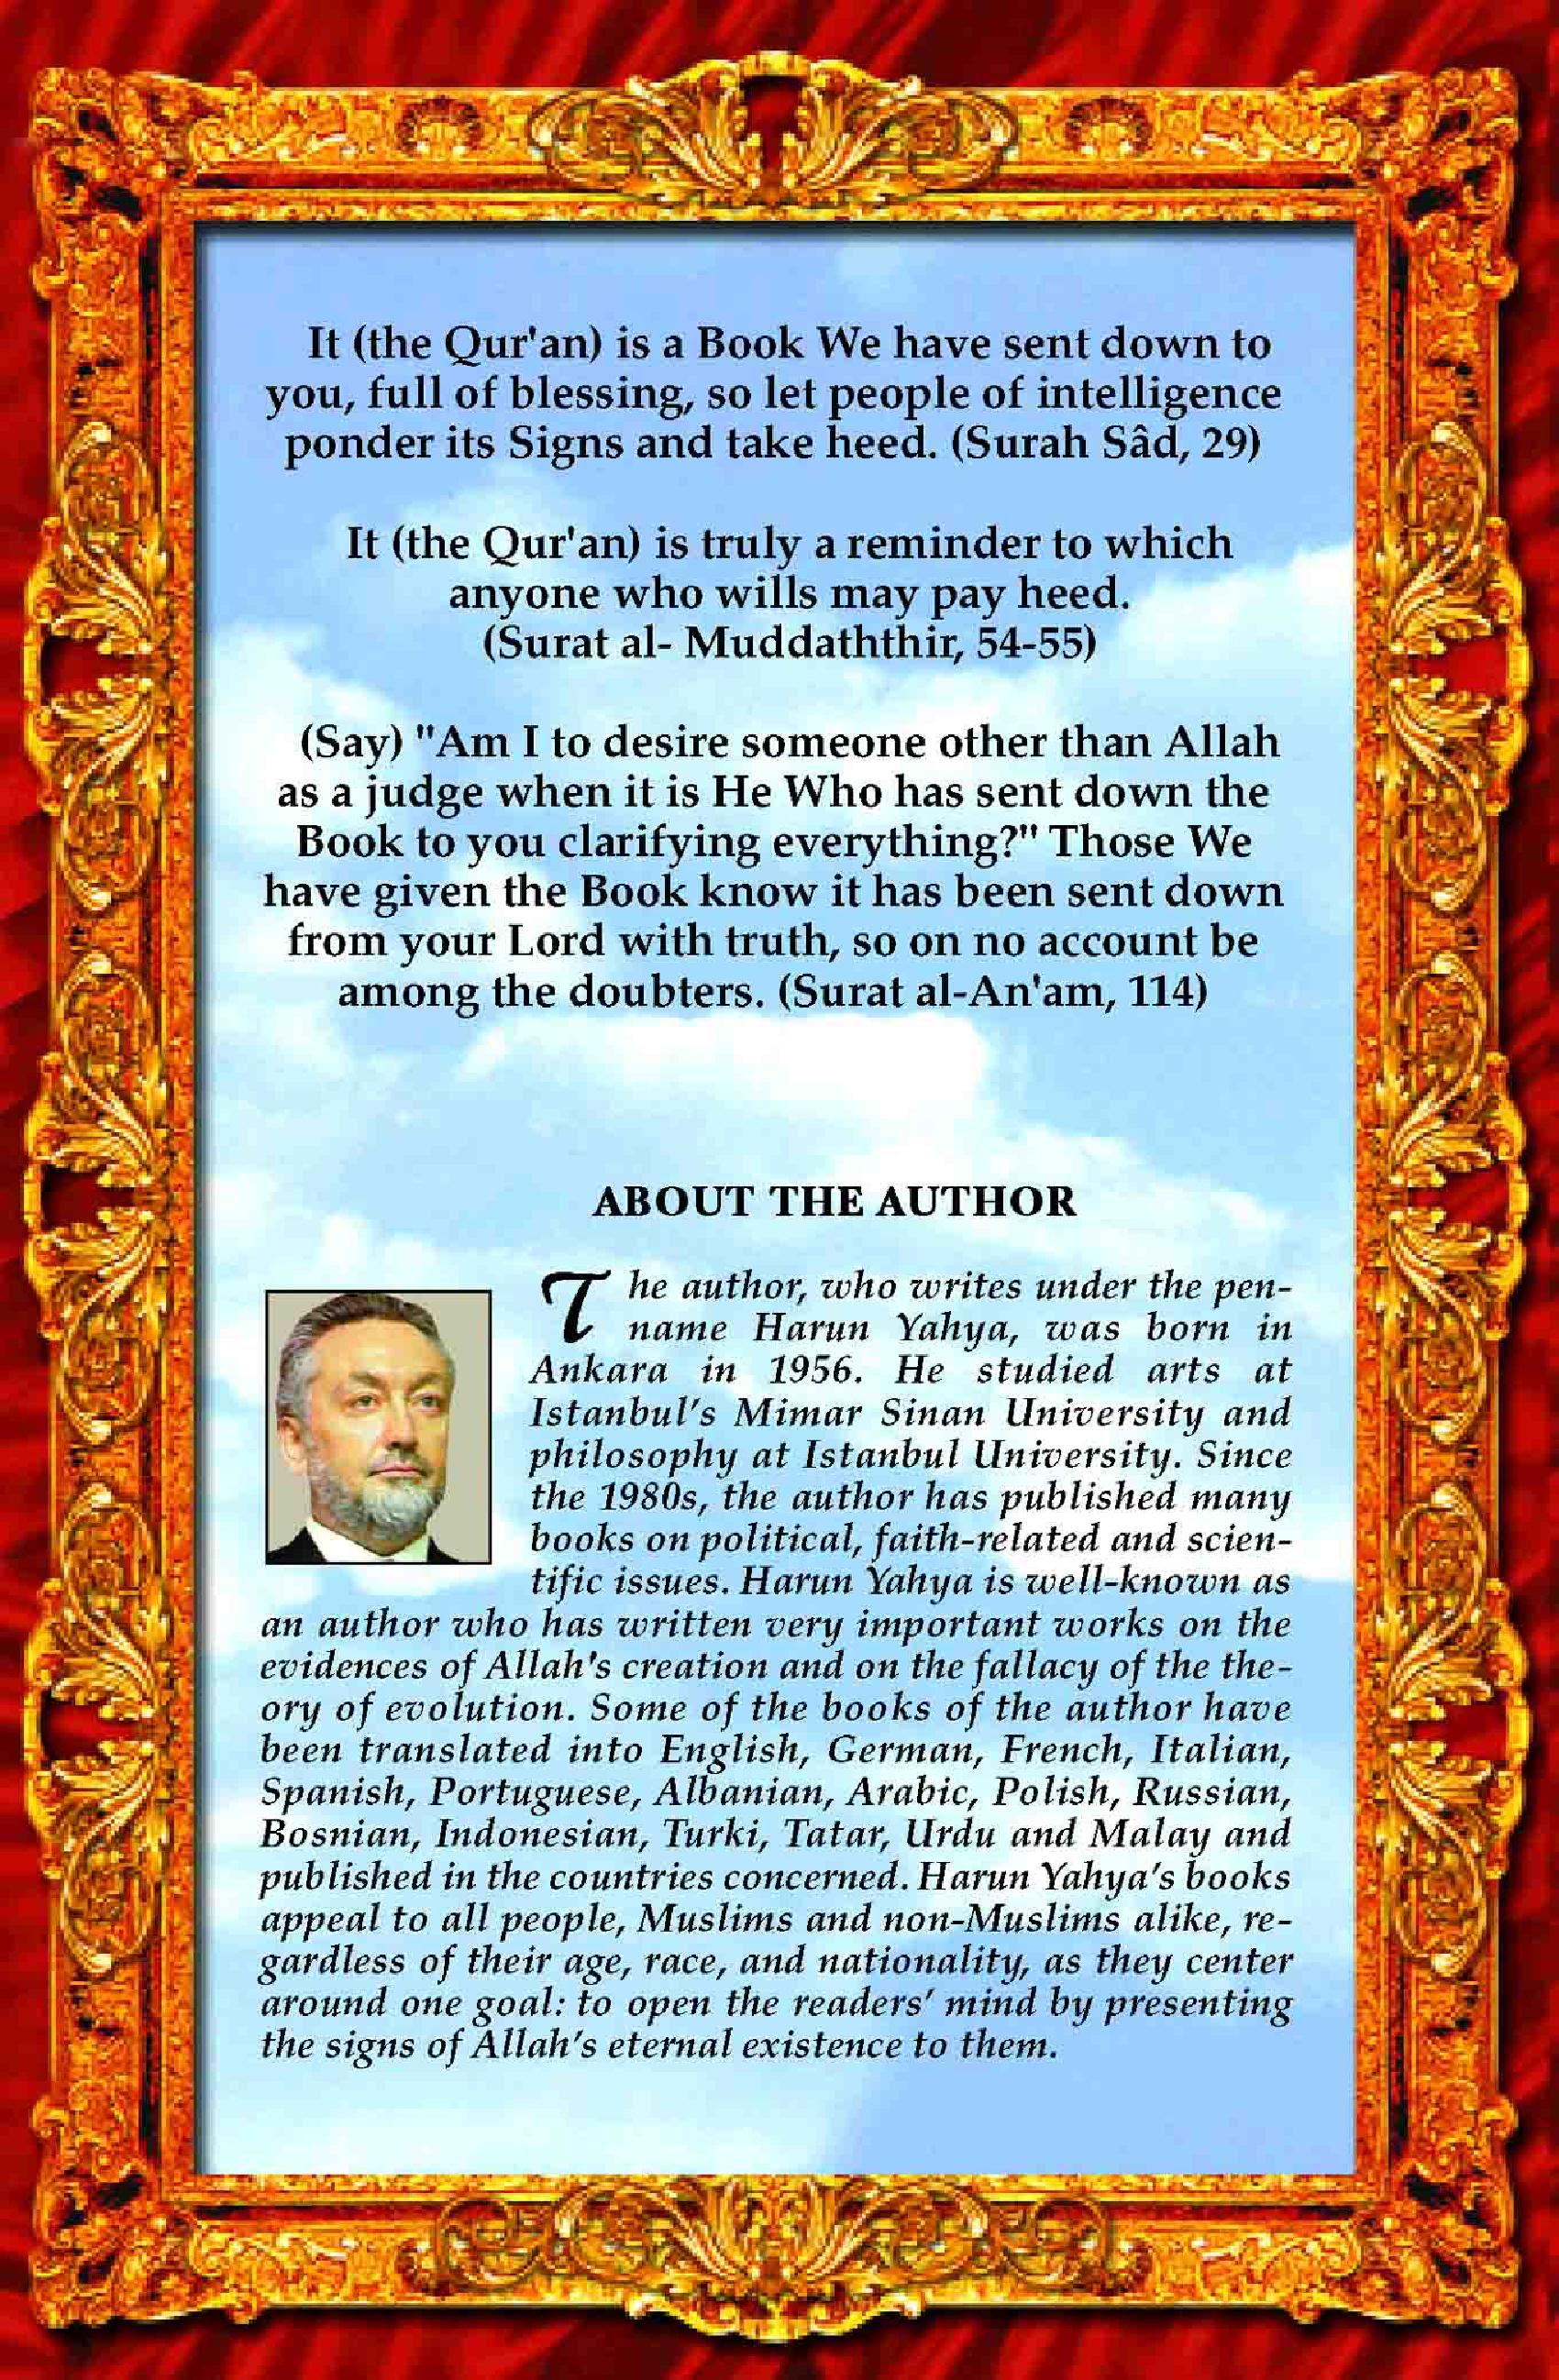 It (the Qur'an) is a Book We have sent down to
you, full of blessing, so let people of intelligence
ponder its Signs and take heed. (Surah Sâd, 29)
It (the Qur'an) is truly a reminder to which
anyone who wills may pay heed.
(Surat al- Muddaththir, 54-55)
(Say) "Am I to desire someone other than Allah
as a judge when it is He Who has sent down the
Book to you clarifying everything?" Those We
have given the Book know it has been sent down
from your Lord with truth, so on no account be
among the doubters. (Surat al-An'am, 114)
ABOUT THE AUTHOR
The author, who writes under the pen-
name Harun Yahya, was born in
Ankara in 1956. He studied arts at
Istanbul's Mimar Sinan University and
philosophy at Istanbul University. Since
the 1980s, the author has published many
books on political, faith-related and scien-
tific issues. Harun Yahya is well-known as
an author who has written very important works on the
evidences of Allah's creation and on the fallacy of the the-
ory of evolution. Some of the books of the author have
been translated into English, German, French, Italian,
Spanish, Portuguese, Albanian, Arabic, Polish, Russian,
Bosnian, Indonesian, Turki, Tatar, Urdu and Malay and
published in the countries concerned. Harun Yahya's books
appeal to all people, Muslims and non-Muslims alike, re-
gardless of their age, race, and nationality, as they center
around one goal: to open the readers' mind by presenting
the signs of Allah's eternal existence to them.